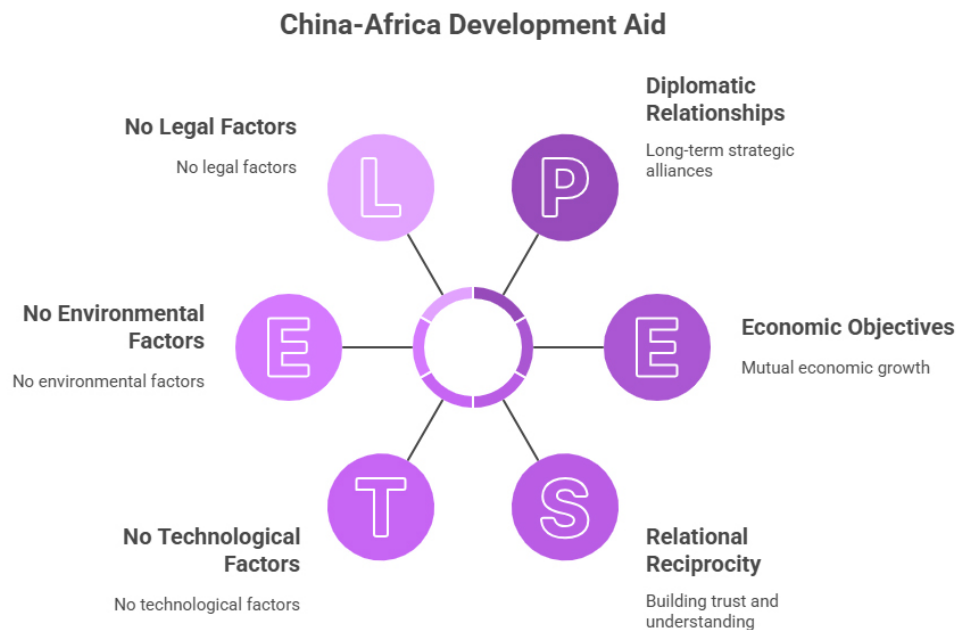 China-Africa Development Aid
Diplomatic
Relationships
Long-term strategic
alliances
No Legal Factors
No legal factors
L
P
No Environmental
Factors
No environmental factors
E
E
Economic Objectives
Mutual economic growth
T
S
No Technological
Factors
No technological factors
Relational
Reciprocity
Building trust and
understanding